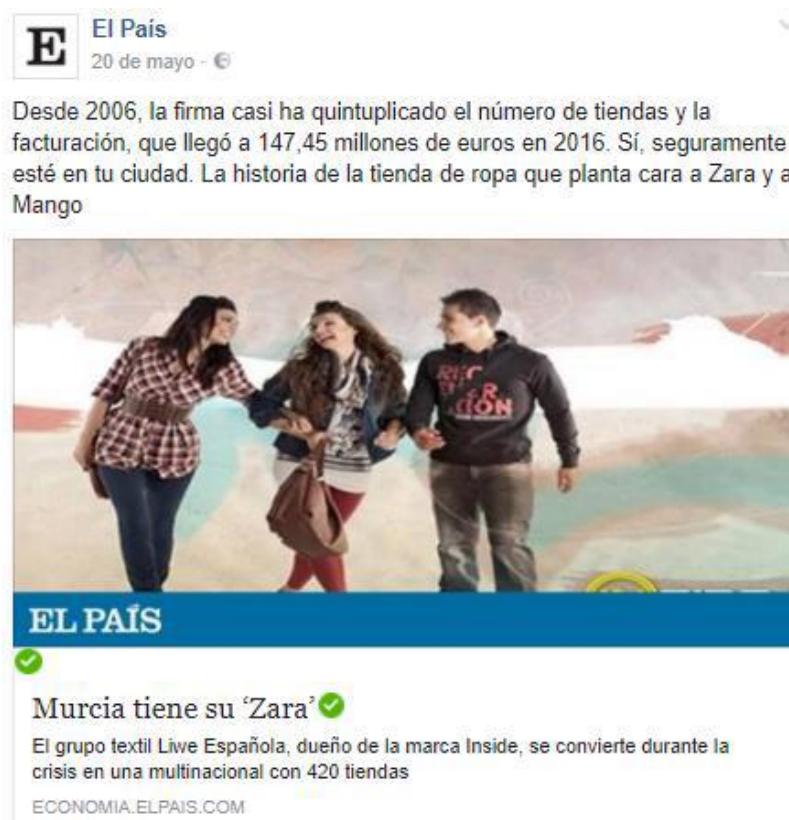 E
El País
20 de mayo ·
Desde 2006, la firma casi ha quintuplicado el número de tiendas y la
facturación, que llegó a 147,45 millones de euros en 2016. Sí, seguramente
esté en tu ciudad. La historia de la tienda de ropa que planta cara a Zara y a
Mango
EL PAÍS
Murcia tiene su ‘Zara’
El grupo textil Liwe Española, dueño de la marca Inside, se convierte durante la
crisis en una multinacional con 420 tiendas
ECONOMIA.ELPAIS.COM